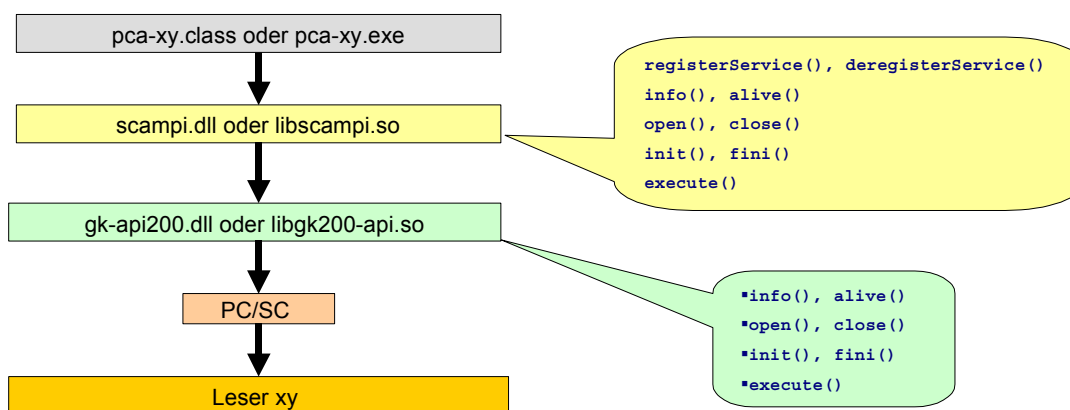 pca-xy.class oder pca-xy.exe
scampi.dll oder libscampi.so
gk-api200.dll oder libgk200-api.so
PC/SC
Leser xy
registerService(), deregisterService()
info(), alive()
open(), close()
init(), fini()
execute()
▪info(), alive()
▪open(), close()
▪init(), fini()
▪execute()